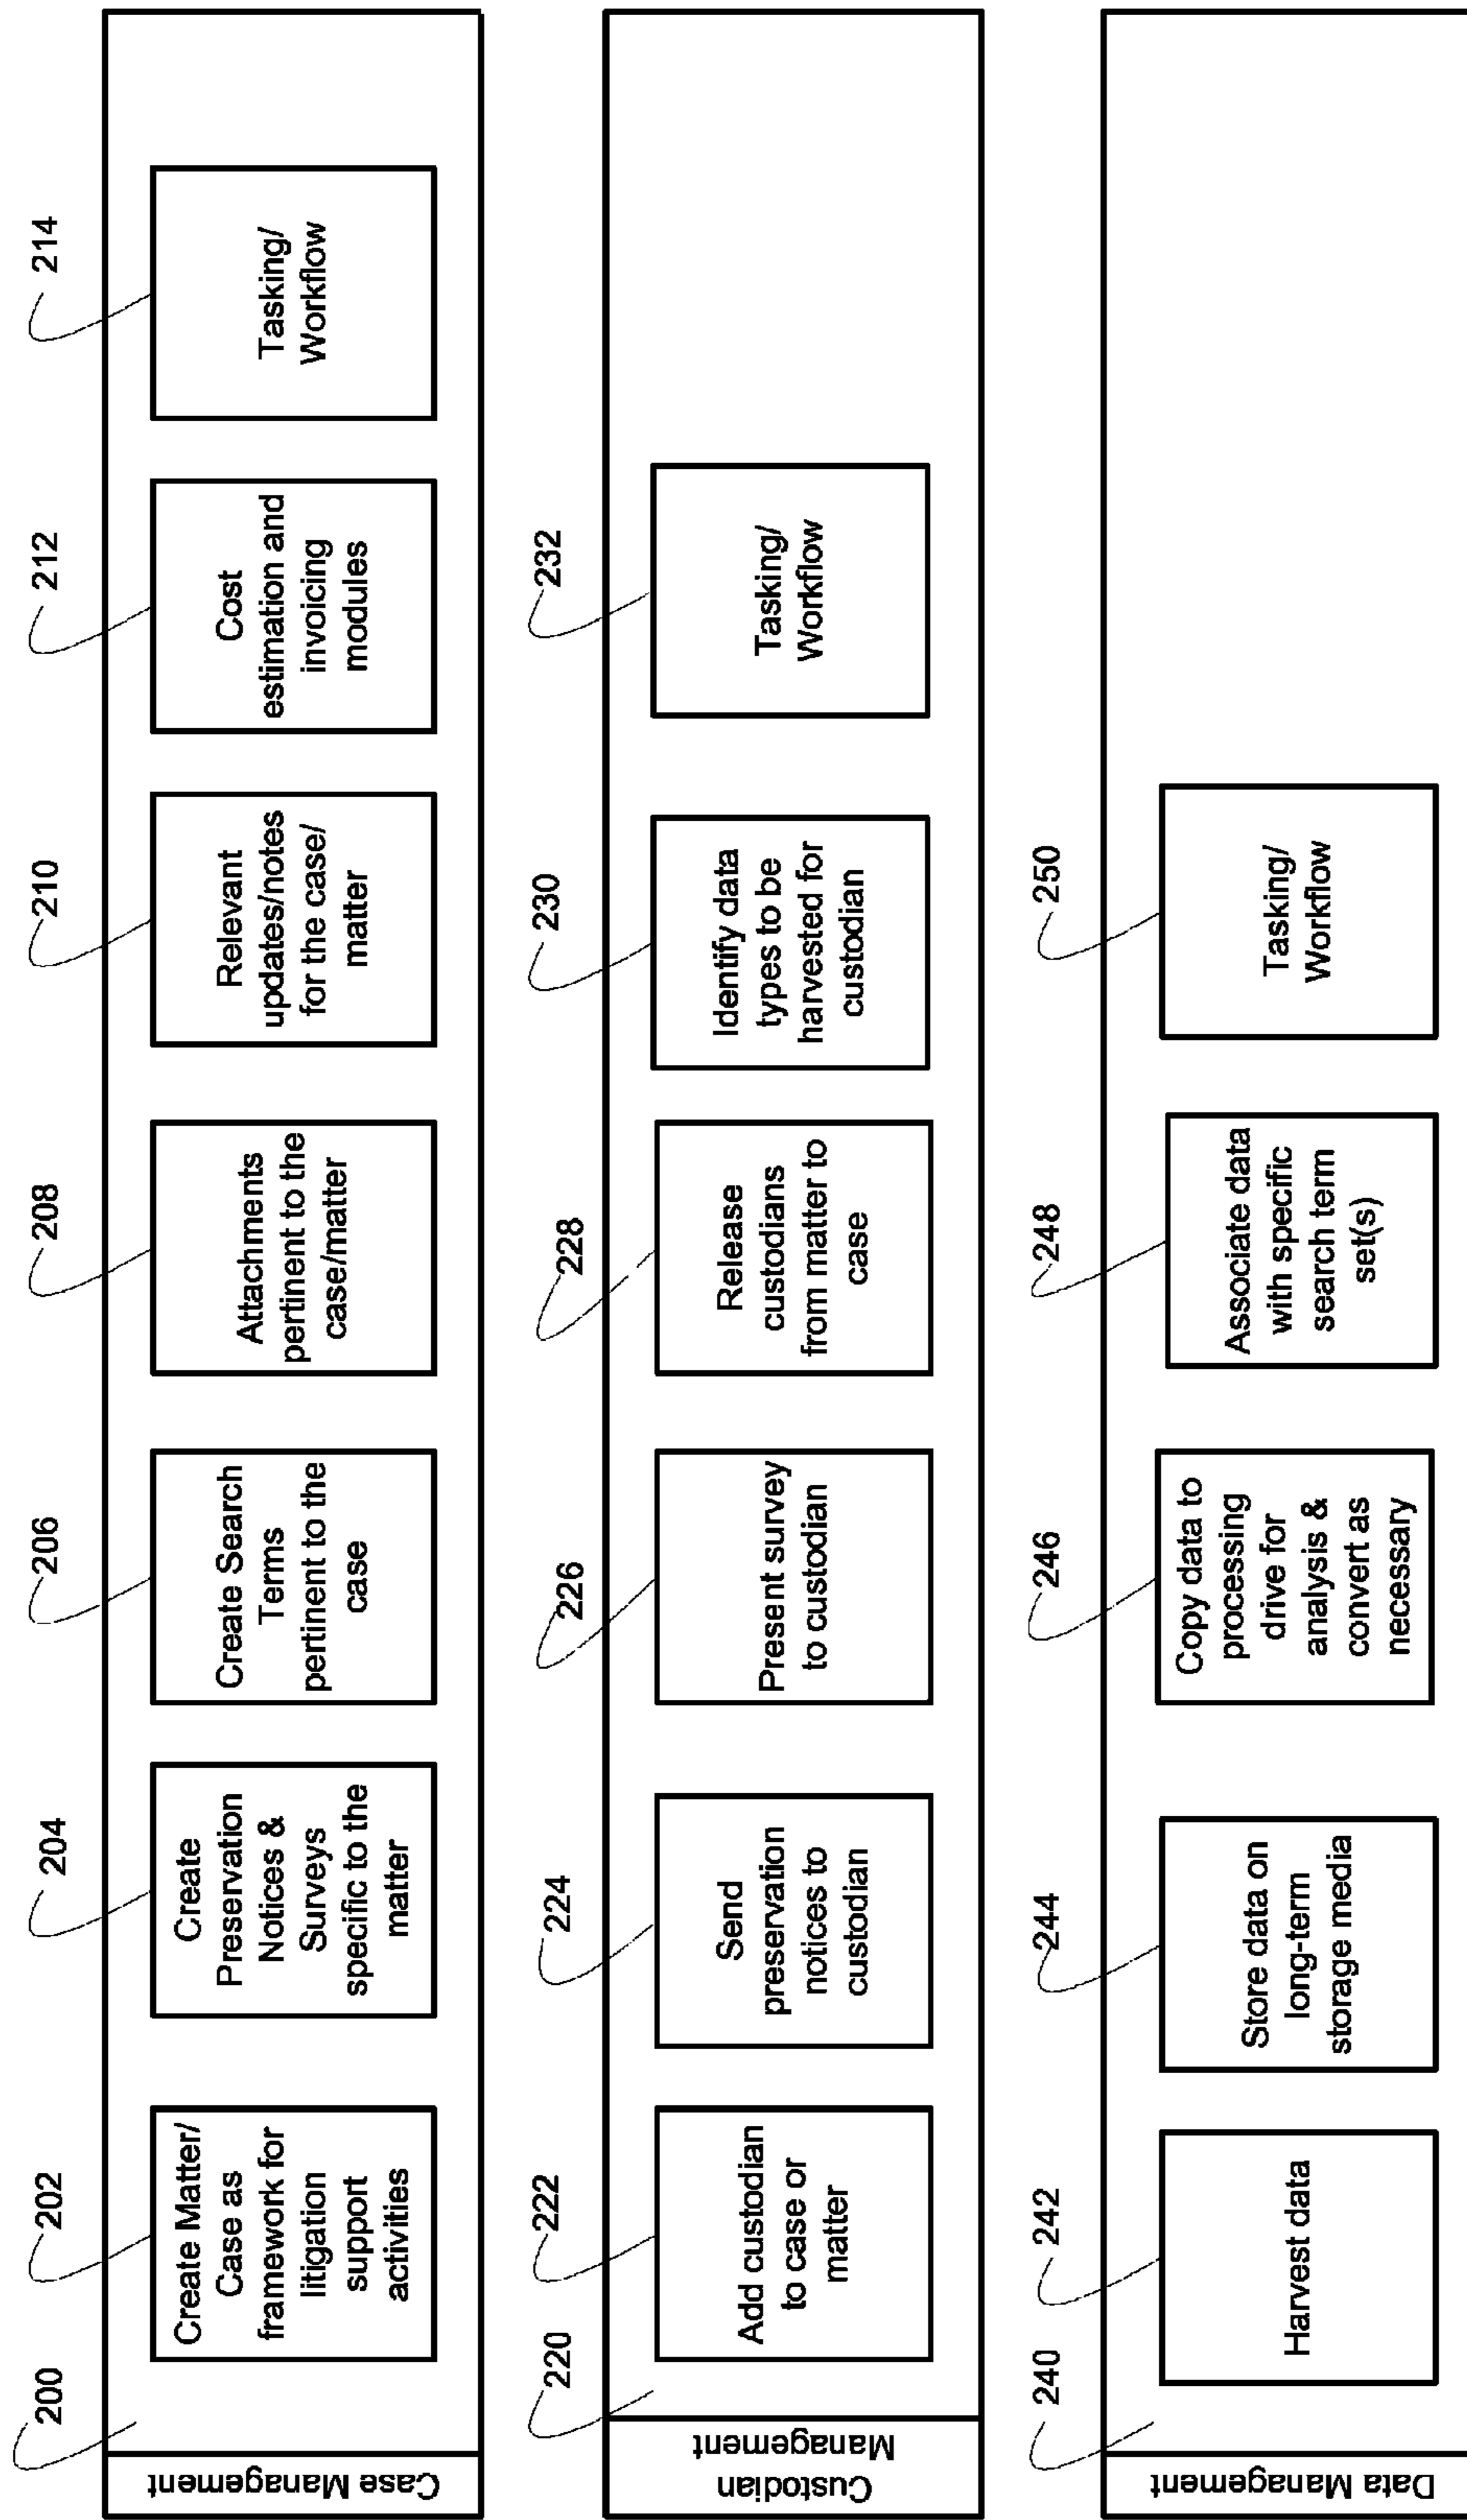 Case Management
200
202
Create Matter/
Case as
framework for
litigation
support
activities
204
Create
Preservation
Notices &
Surveys
specific to the
matter
206
Create Search
Terms
pertinent to the
case
208
Attachments
pertinent to the
case/matter
210
Relevant
updates/notes
for the case/
matter
212
Cost
estimation and
invoicing
modules
214
Tasking/
Workflow
Custodian
Management
220
222
Add custodian
to case or
matter
224
Send
preservation
notices to
custodian
226
Present survey
to custodian
228
Release
custodians
from matter to
case
230
Identify data
types to be
harvested for
custodian
232
Tasking/
Workflow
Data Management
240
242
Harvest data
244
Store data on
long-term
storage media
246
Copy data to
processing
drive for
analysis &
convert as
necessary
248
Associate data
with specific
search term
set(s)
250
Tasking/
Workflow